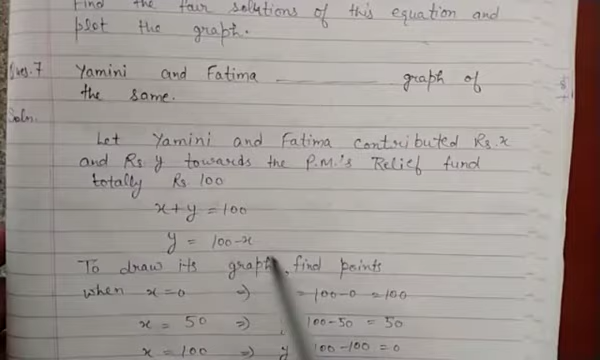 Find the four solutions of this equation and
plot the graph.
Ques.7 Yamini and Fatima ________ graph of
the same.
Soln.
Let Yamini and Fatima contributed Rs. x
and Rs. y towards the P.M.'s Relief fund
totally Rs. 100
x+y = 100
y = 100-x
To draw its graph, find points
when x=0 => = 100-0 = 100
x = 50 => 100-50 = 50
x = 100 => y 100-100 = 0